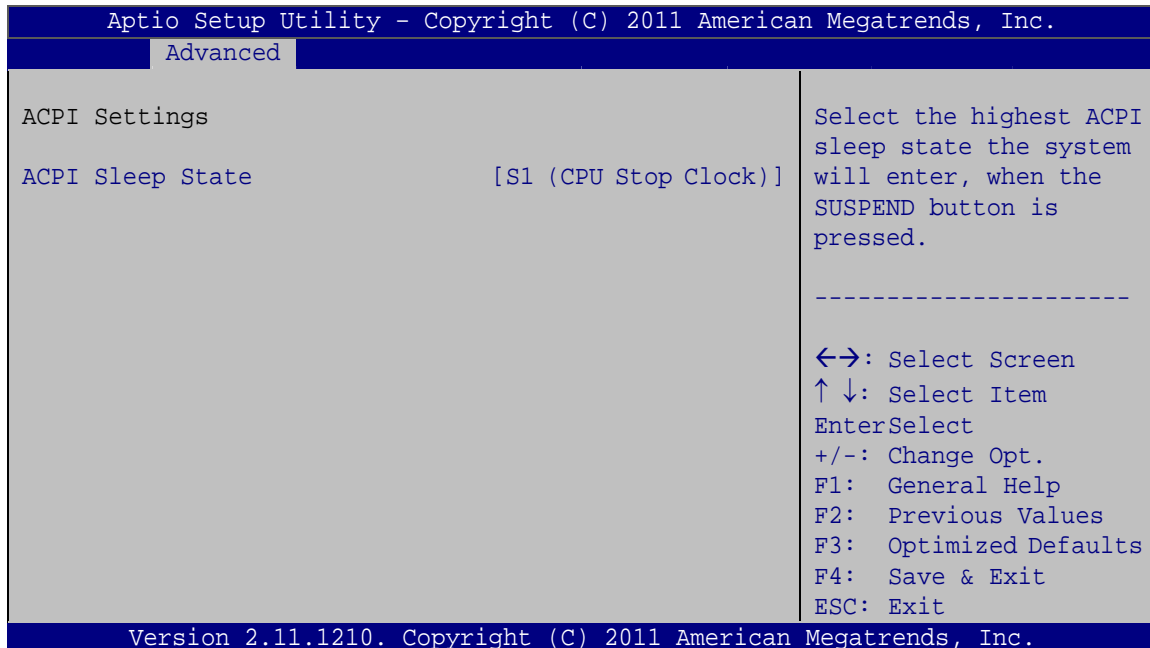 Aptio Setup Utility – Copyright (C) 2011 American Megatrends, Inc.
Advanced
ACPI Settings
ACPI Sleep State [S1 (CPU Stop Clock)]
Select the highest ACPI
sleep state the system
will enter, when the
SUSPEND button is
pressed.
----------------------
←→: Select Screen
↑ ↓: Select Item
EnterSelect
+/-: Change Opt.
F1: General Help
F2: Previous Values
F3: Optimized Defaults
F4: Save & Exit
ESC: Exit
Version 2.11.1210. Copyright (C) 2011 American Megatrends, Inc.